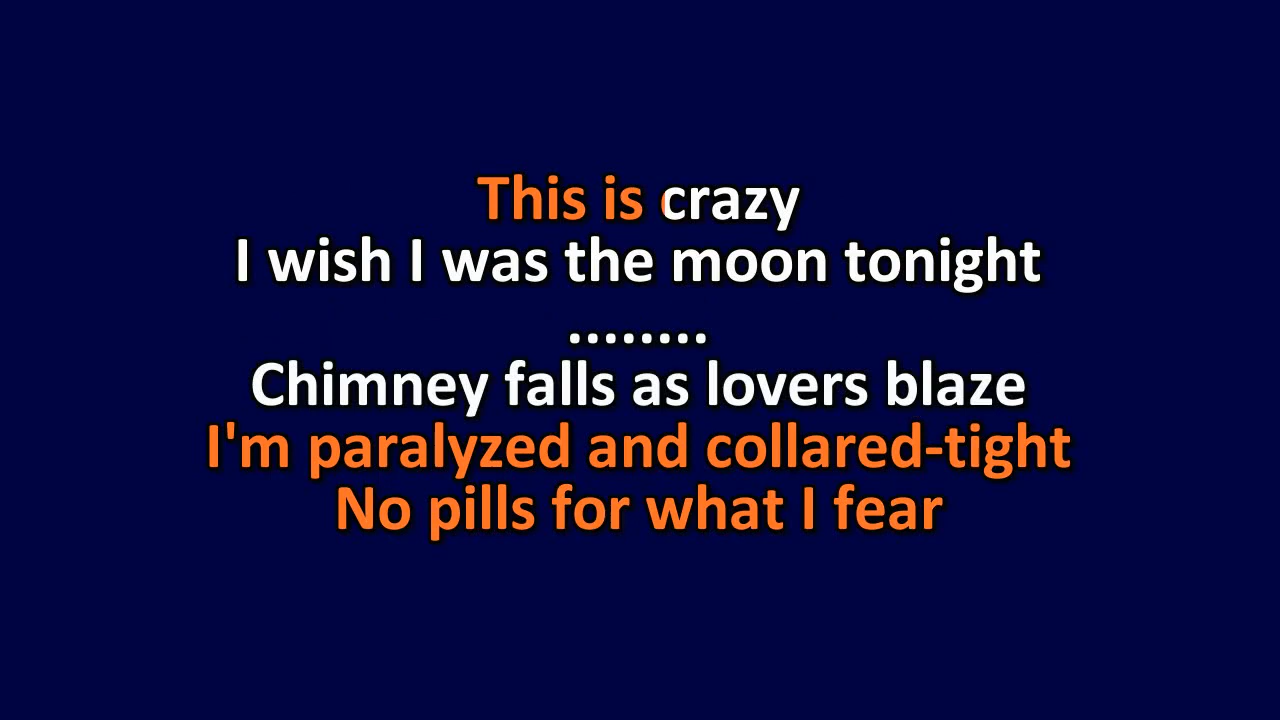 This is crazy
I wish I was the moon tonight
........
Chimney falls as lovers blaze
I'm paralyzed and collared-tight
No pills for what I fear